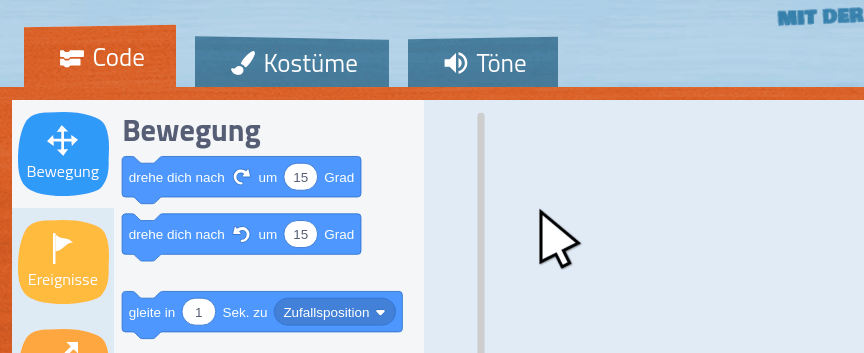 MIT DER
Code
Kostüme
Töne
Bewegung
Bewegung
drehe dich nach um 15 Grad
drehe dich nach um 15 Grad
Ereignisse
gleite in 1 Sek. zu Zufallsposition